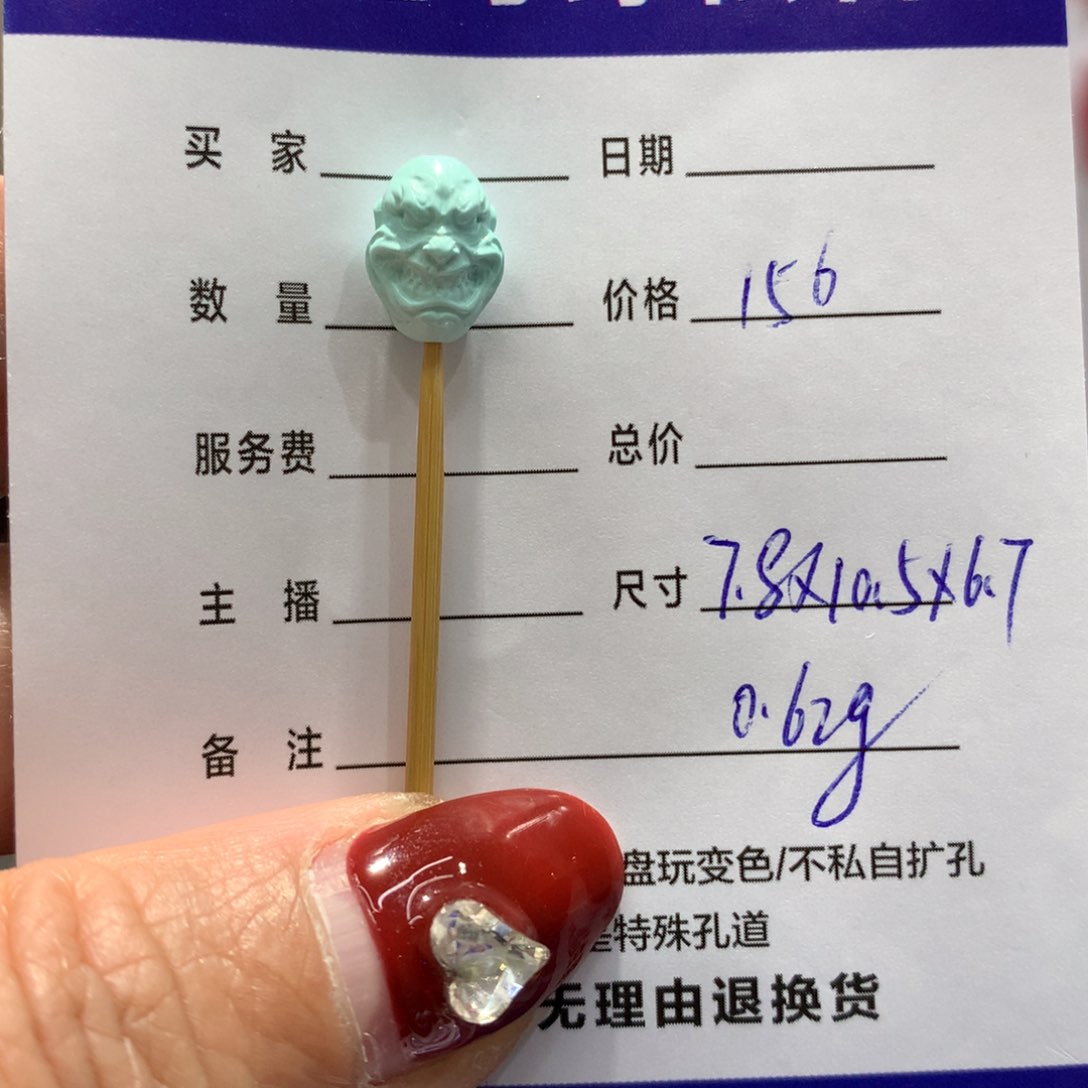 买 家 日期
数 量 价格 156
服务费 总价
主 播 尺寸 7.8X10.5X6.7
备 注 0.62g
盘玩变色/不私自扩孔
特殊孔道
无理由退换货